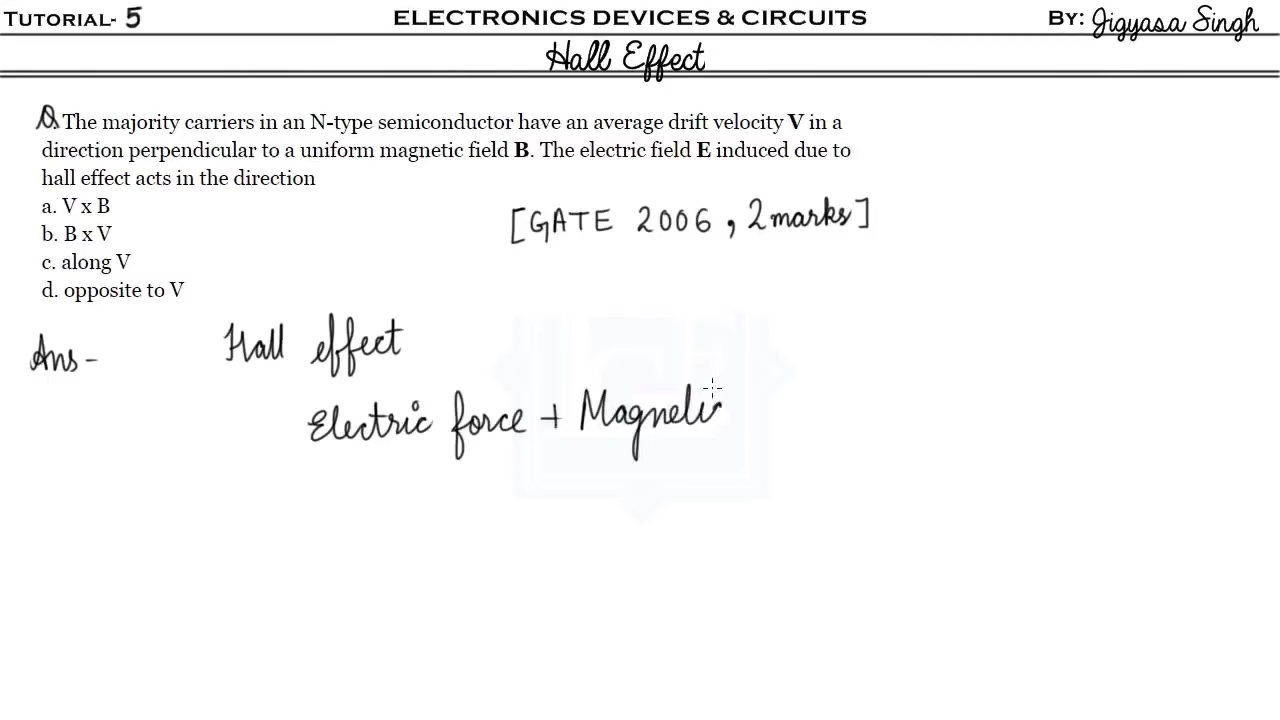 TUTORIAL- 5 ELECTRONICS DEVICES & CIRCUITS BY: Jigyasa Singh
Hall Effect
Q. The majority carriers in an N-type semiconductor have an average drift velocity V in a
direction perpendicular to a uniform magnetic field B. The electric field E induced due to
hall effect acts in the direction
a. V x B
b. B x V
c. along V
d. opposite to V
[GATE 2006, 2 marks]
Ans - Hall effect
Electric force + Magneti